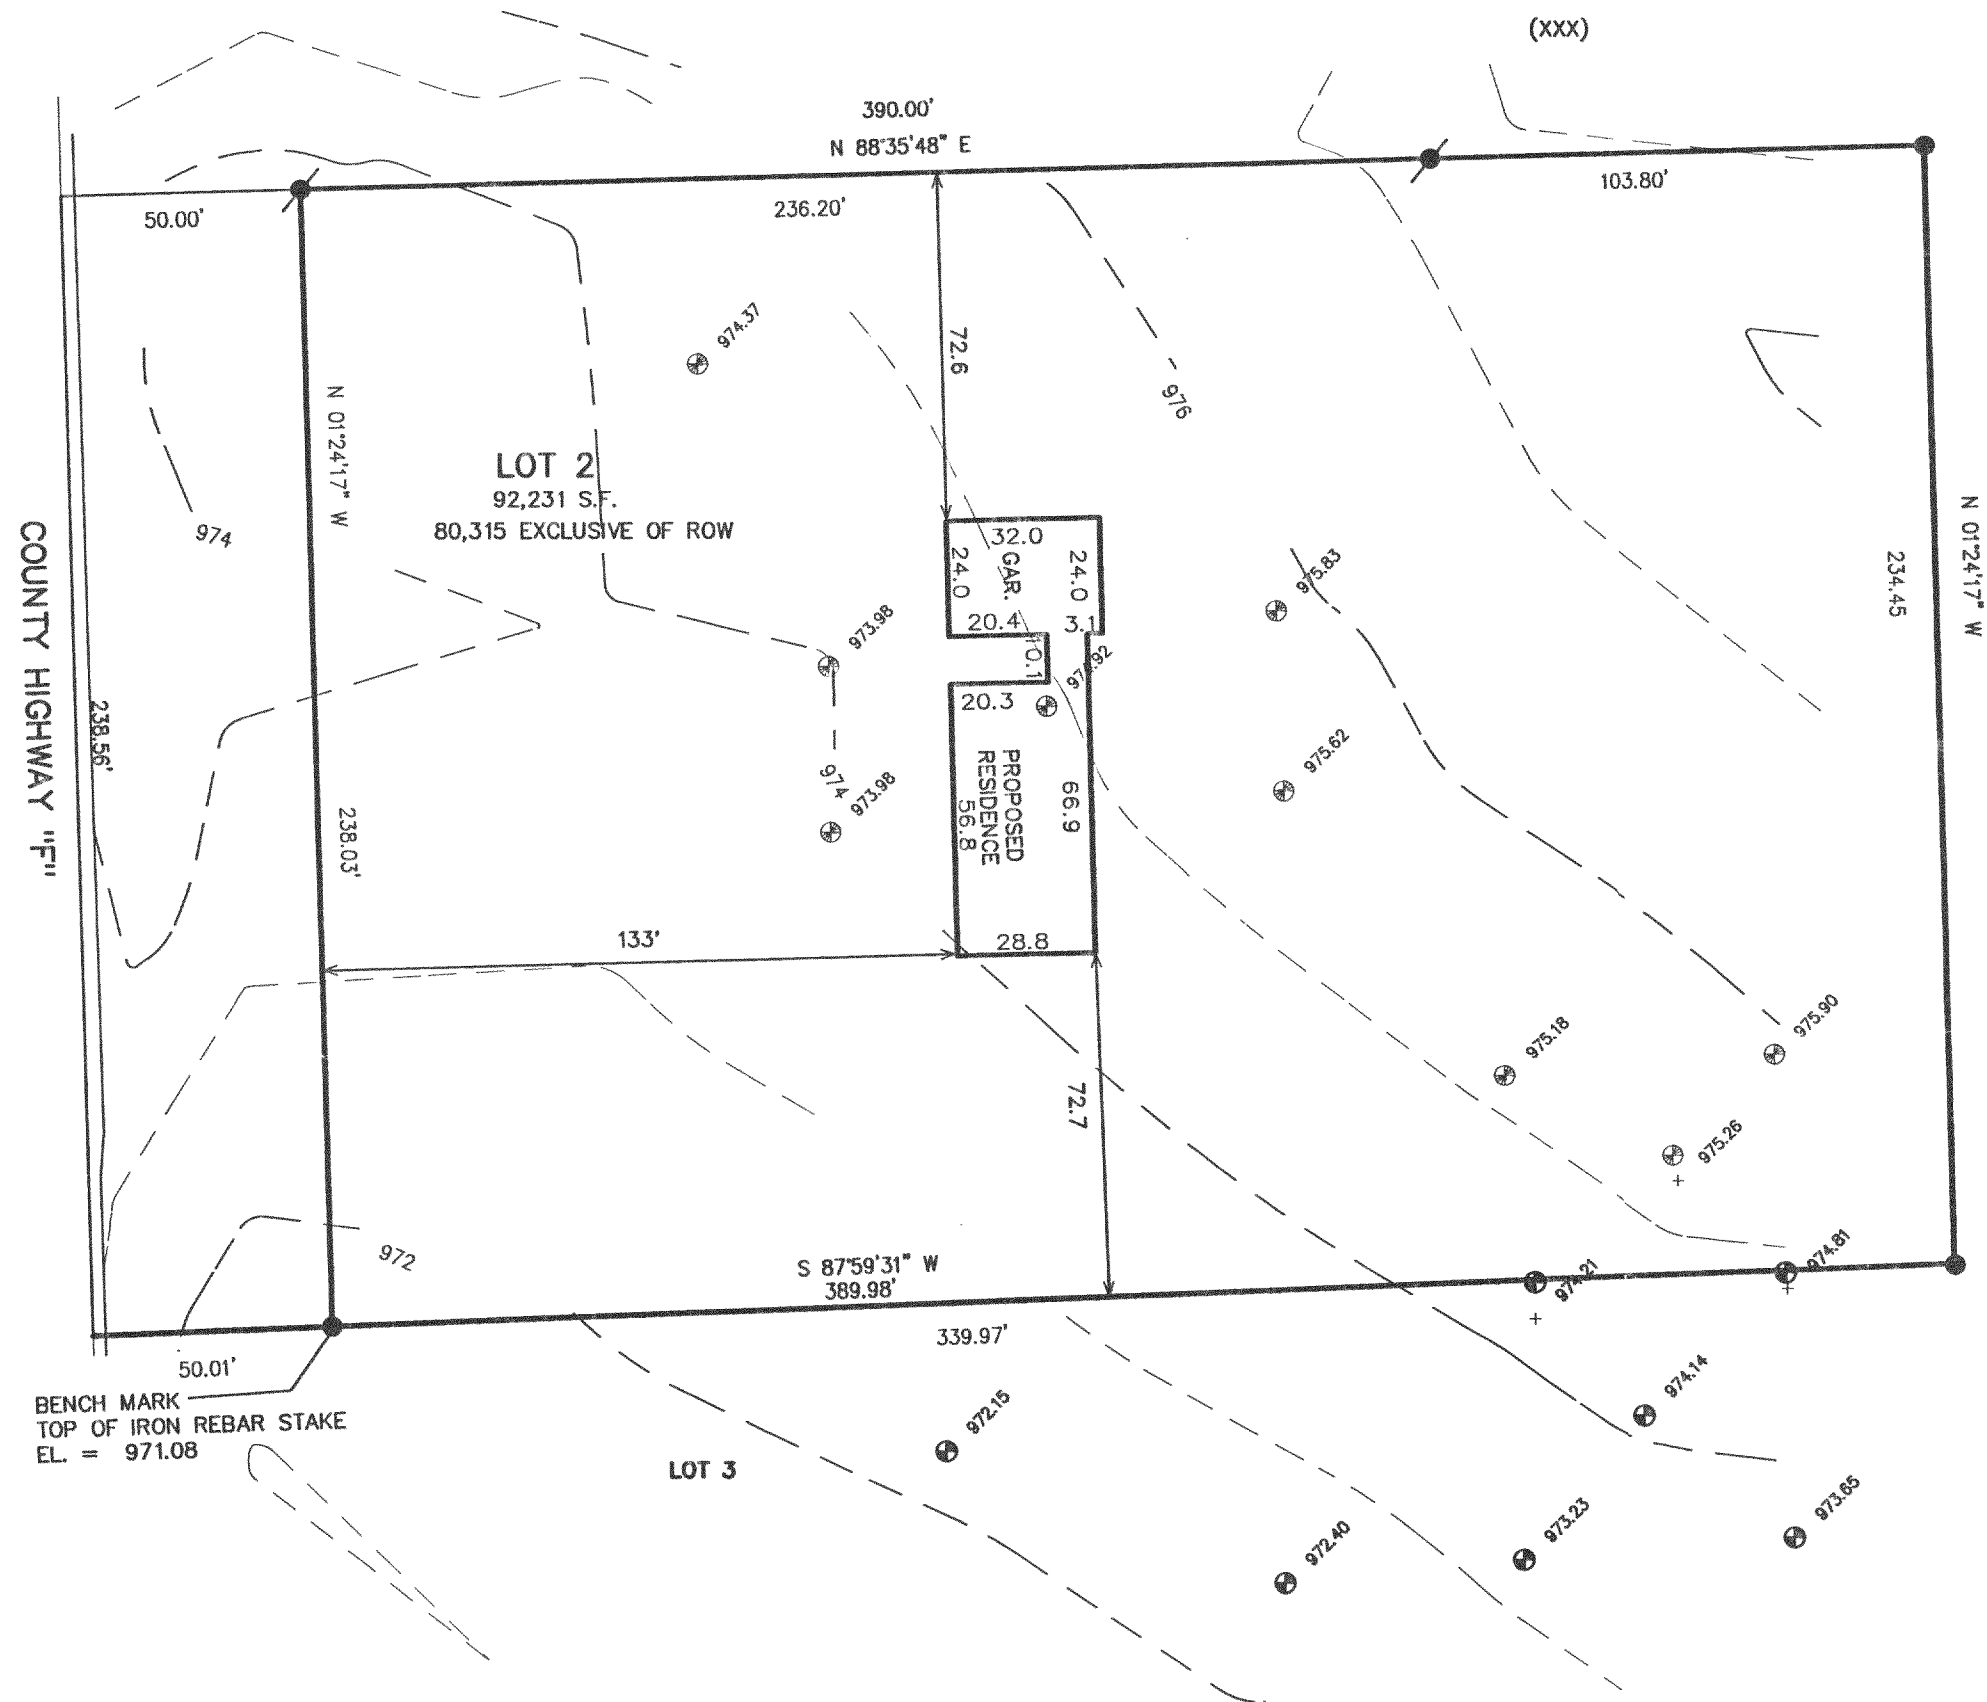 (XXX)
390.00'
N 88°35'48" E
50.00'
236.20'
103.80'
974.37
72.6
976
N 01°24'17" W
LOT 2
92,231 S.F.
80,315 EXCLUSIVE OF ROW
974
COUNTY HIGHWAY "F"
238.56'
32.0
24.0
GAR.
24.0
20.4
3.1
10.1
20.3
973.98
974
973.98
975.83
975.62
234.45
N 01°24'17" W
PROPOSED
RESIDENCE
56.8
66.9
238.03'
133'
28.8
72.7
975.18
975.90
975.26
972
S 87°59'31" W
389.98'
974.21
974.81
339.97'
50.01'
BENCH MARK
TOP OF IRON REBAR STAKE
EL. = 971.08
LOT 3
972.15
974.14
972.40
973.23
973.65